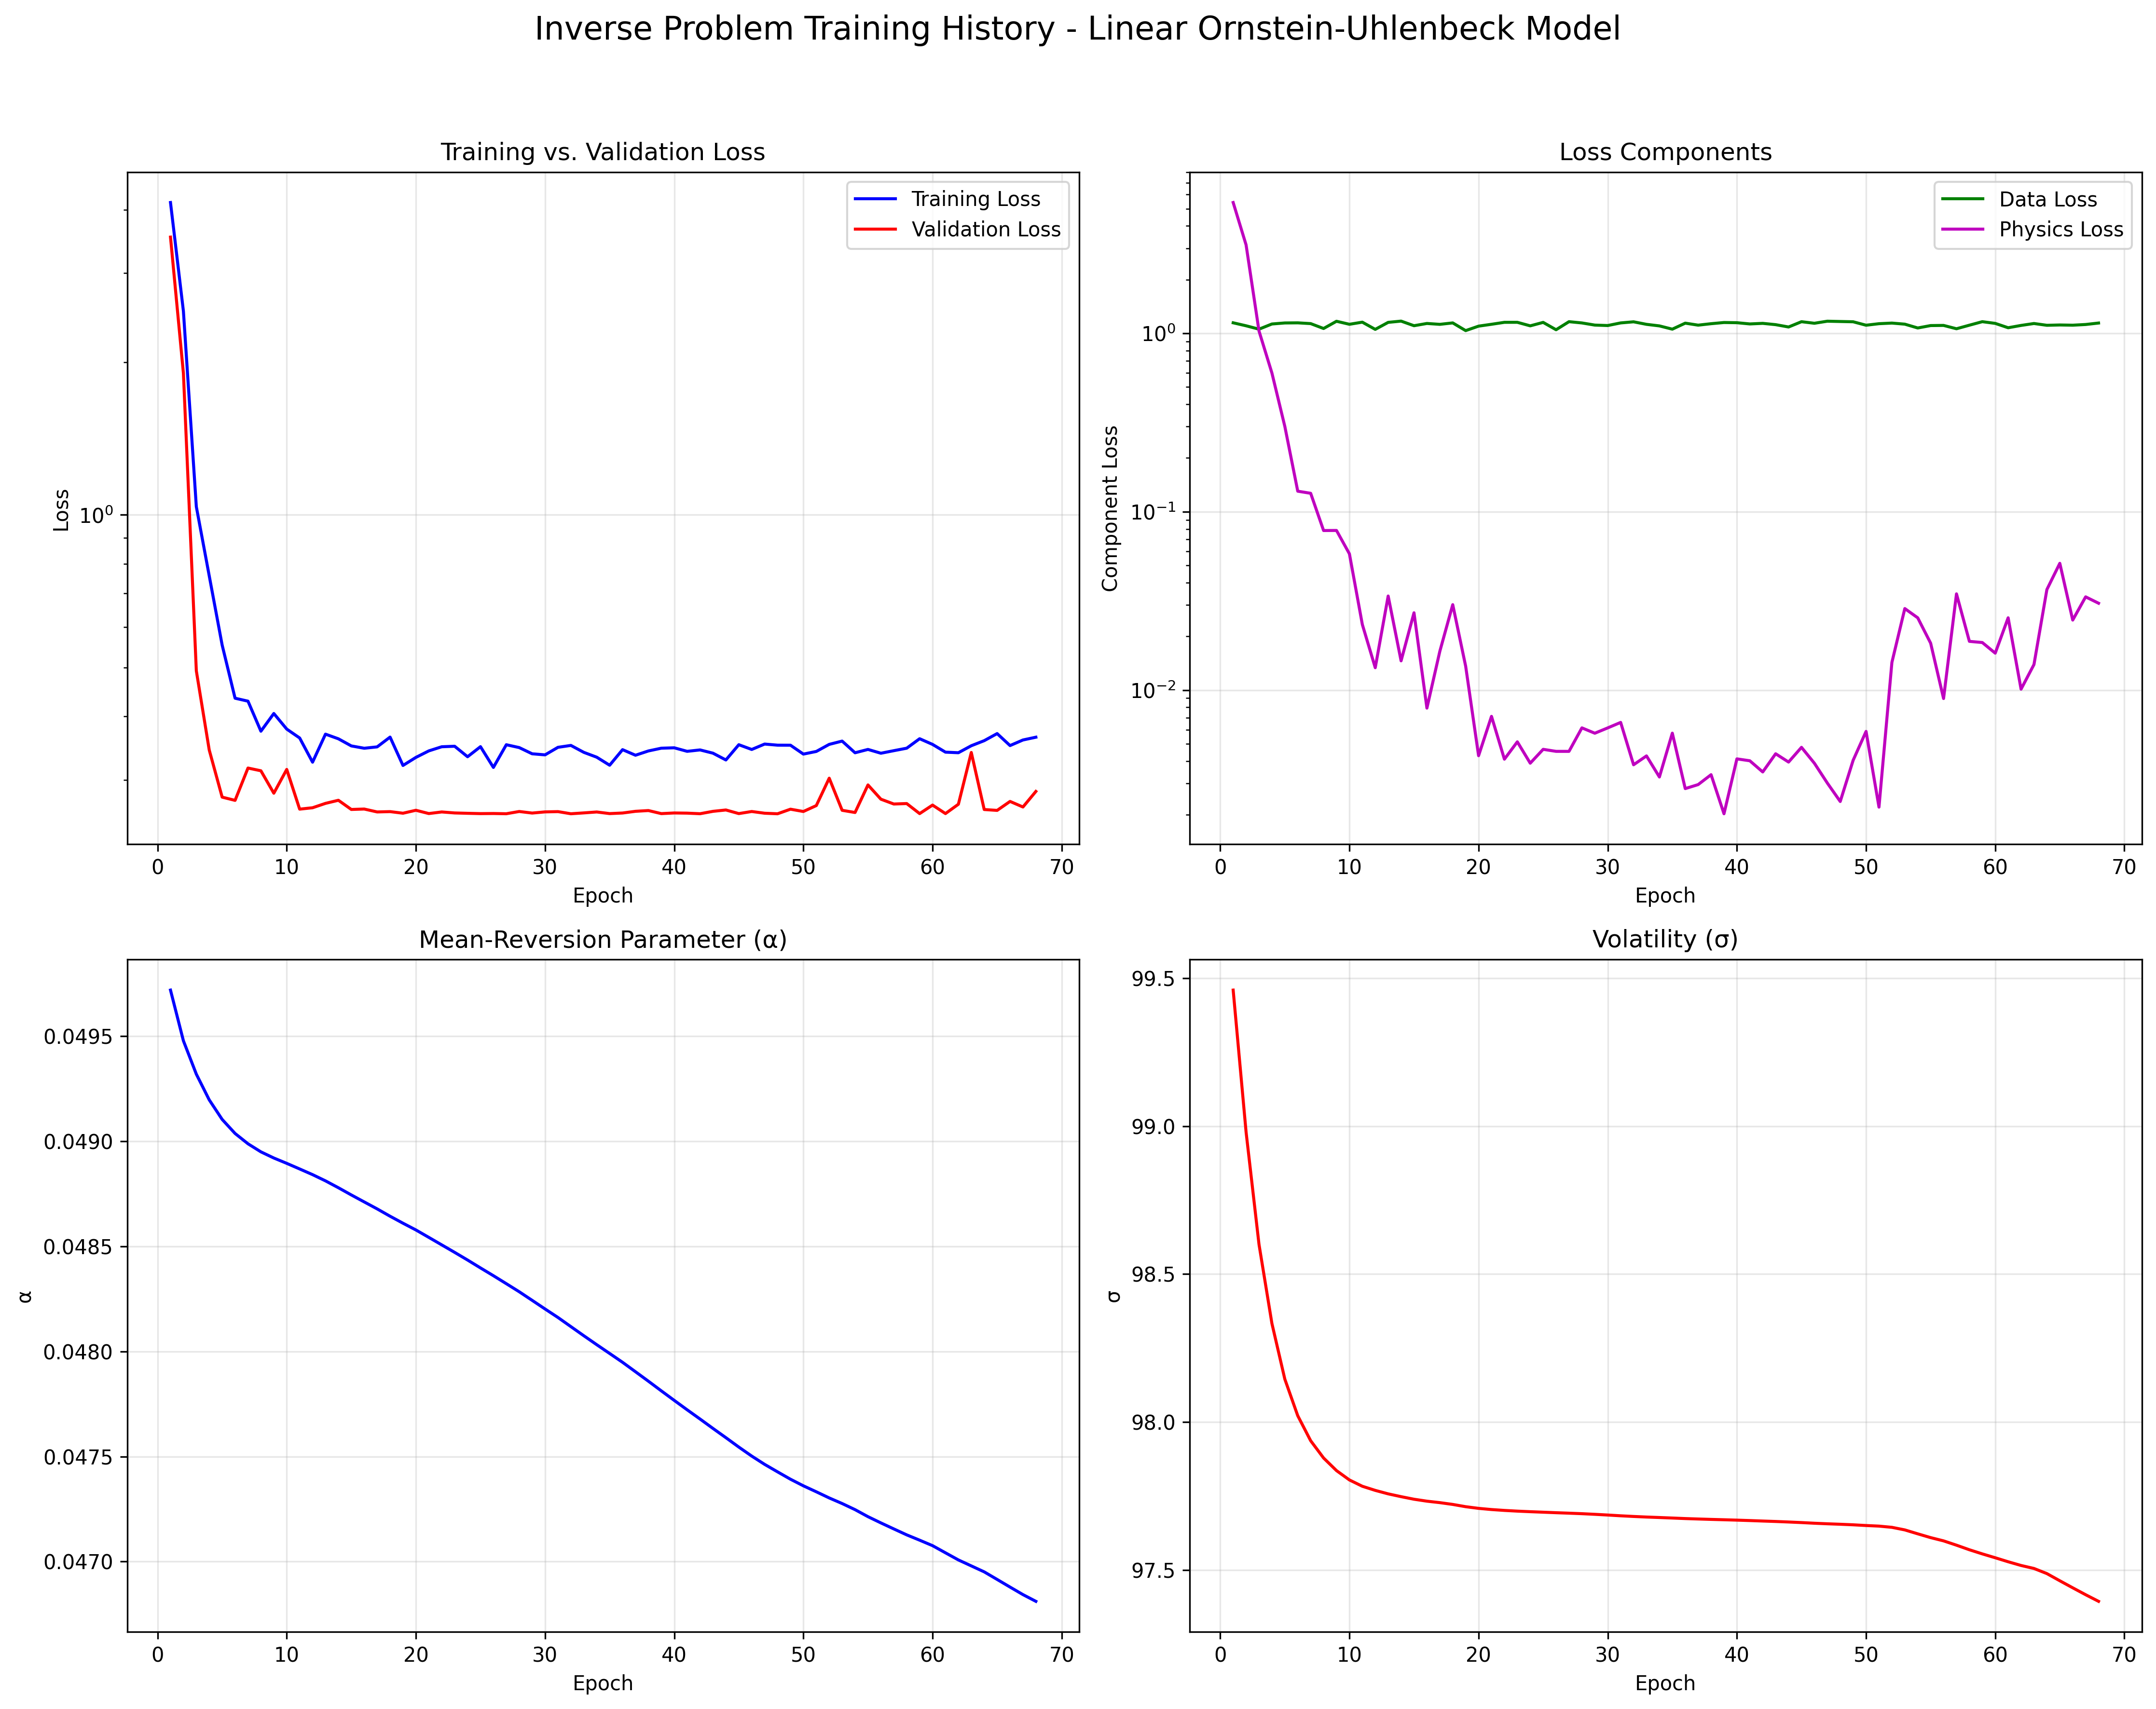 Inverse Problem Training History - Linear Ornstein-Uhlenbeck Model
Training vs. Validation Loss
Training Loss
Validation Loss
Loss
10⁰
0 10 20 30 40 50 60 70
Epoch
Loss Components
Data Loss
Physics Loss
Component Loss
10⁰
10⁻¹
10⁻²
0 10 20 30 40 50 60 70
Epoch
Mean-Reversion Parameter (α)
α
0.0495
0.0490
0.0485
0.0480
0.0475
0.0470
0 10 20 30 40 50 60 70
Epoch
Volatility (σ)
σ
99.5
99.0
98.5
98.0
97.5
0 10 20 30 40 50 60 70
Epoch